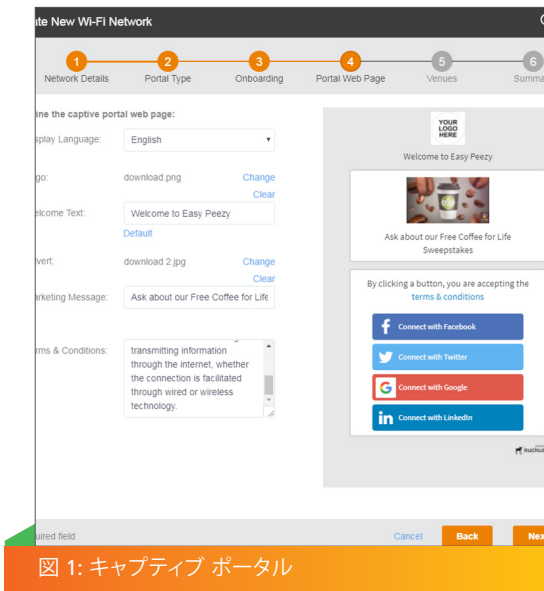 ate New Wi-Fi Network
1
2
3
4
5
6
Network Details
Portal Type
Onboarding
Portal Web Page
Venues
Summa
ine the captive portal web page:
splay Language:
English
go:
download.png
Change
Clear
elcome Text:
Welcome to Easy Peezy
Default
vert:
download 2.jpg
Change
Clear
arketing Message:
Ask about our Free Coffee for Life
rms & Conditions:
transmitting information
through the internet, whether
the connection is facilitated
through wired or wireless
technology.
YOUR
LOGO
HERE
Welcome to Easy Peezy
Ask about our Free Coffee for Life
Sweepstakes
By clicking a button, you are accepting the
terms & conditions
Connect with Facebook
Connect with Twitter
G Connect with Google
in Connect with LinkedIn
uired field
Cancel
Back
Nex
図 1: キャプティブ ポータル